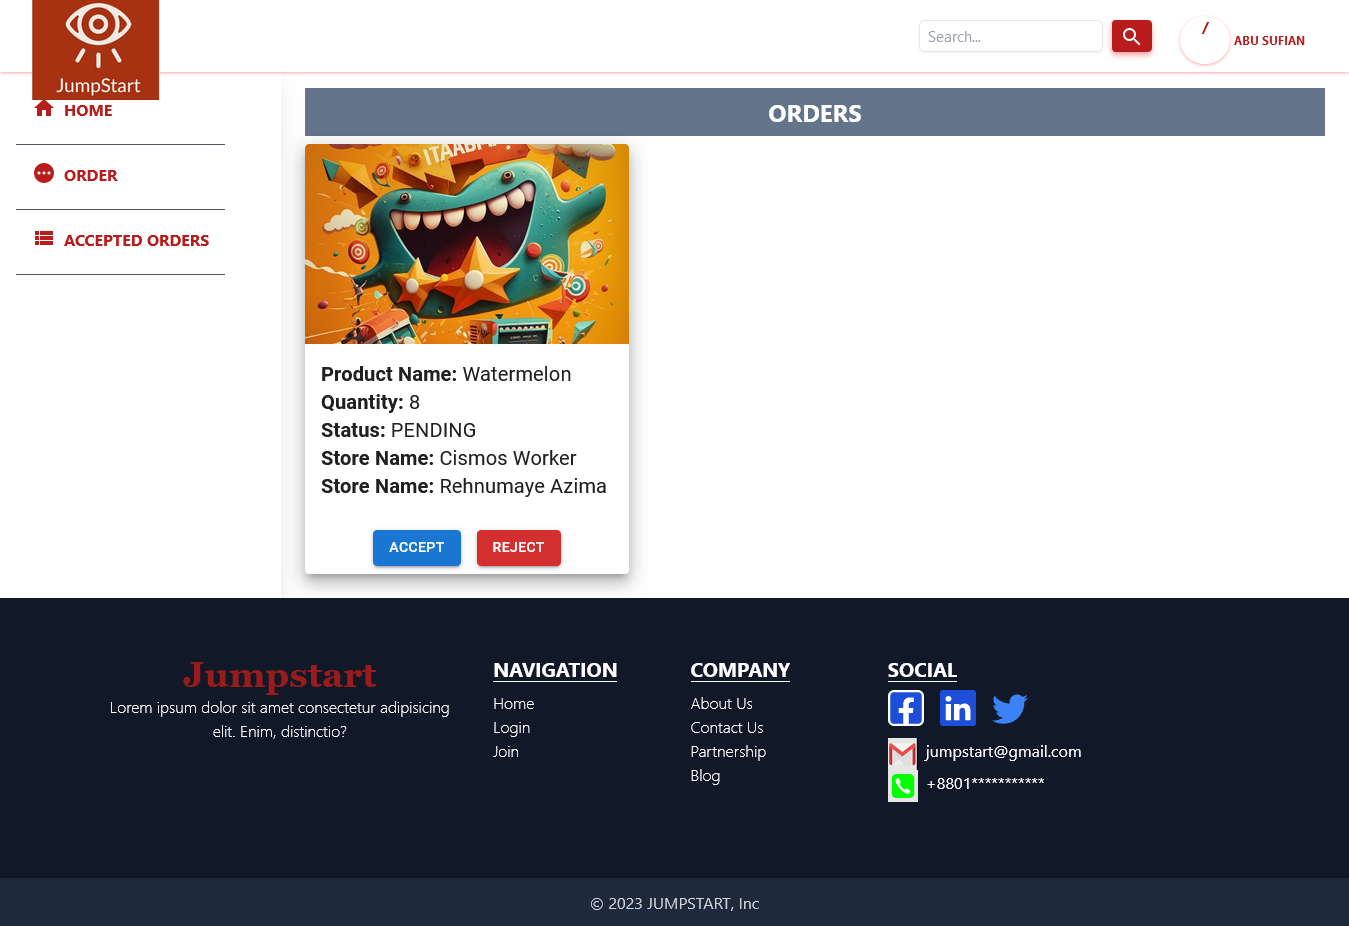 JumpStart
Search...
/
ABU SUFIAN
HOME
ORDER
ACCEPTED ORDERS
ORDERS
Product Name: Watermelon
Quantity: 8
Status: PENDING
Store Name: Cismos Worker
Store Name: Rehnumaye Azima
ACCEPT
REJECT
Jumpstart
Lorem ipsum dolor sit amet consectetur adipisicing
elit. Enim, distinctio?
NAVIGATION
Home
Login
Join
COMPANY
About Us
Contact Us
Partnership
Blog
SOCIAL
jumpstart@gmail.com
+8801***********
© 2023 JUMPSTART, Inc